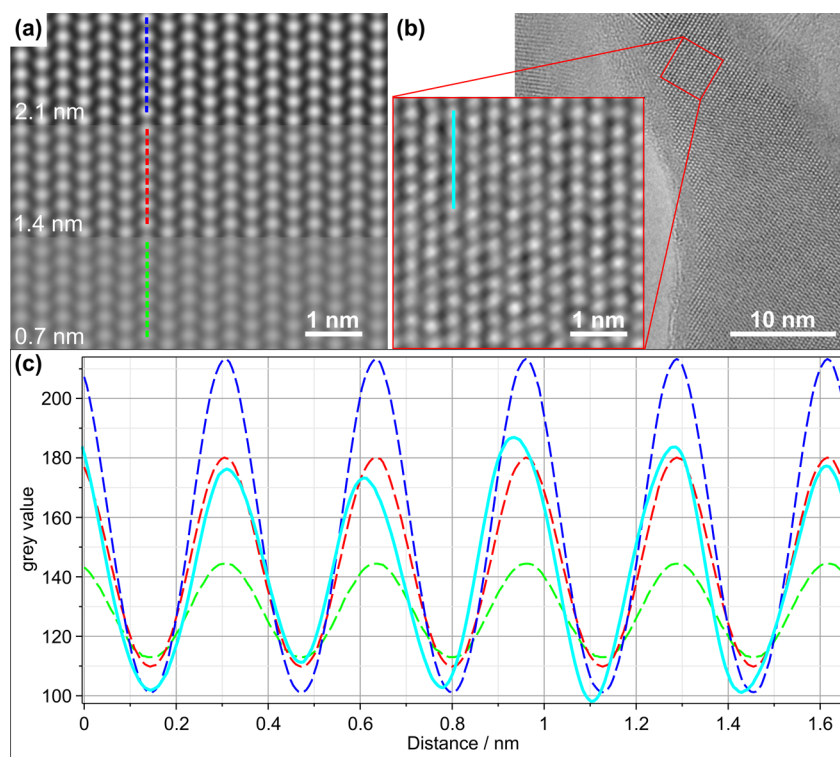 (a)
2.1 nm
1.4 nm
0.7 nm
1 nm
(b)
1 nm
10 nm
(c)
grey value
200
180
160
140
120
100
0 0.2 0.4 0.6 0.8 1 1.2 1.4 1.6
Distance / nm